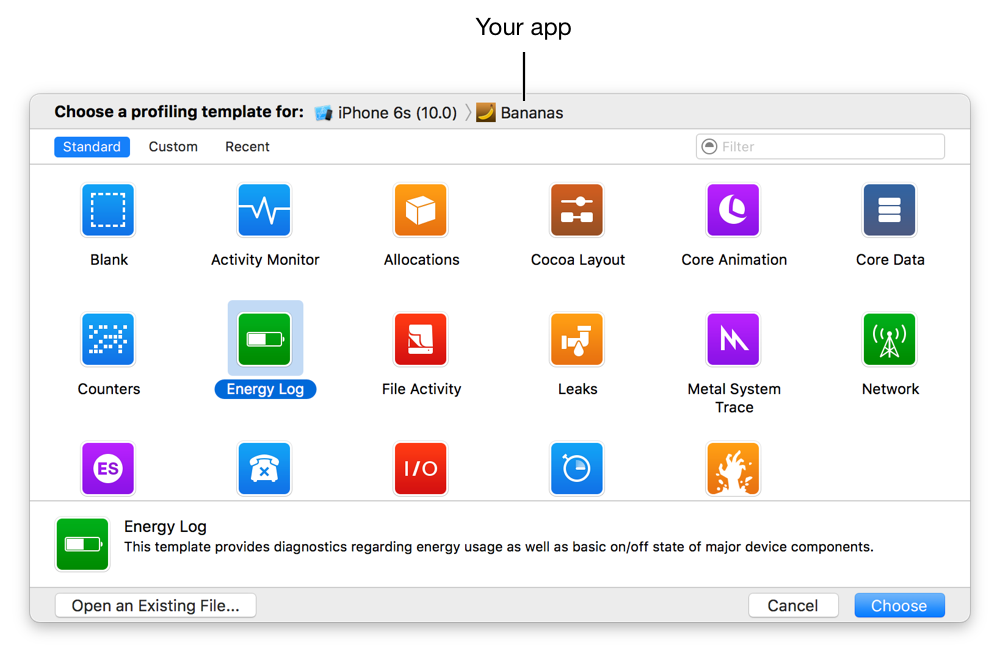 Your app
Choose a profiling template for: iPhone 6s (10.0) Bananas
Standard Custom Recent Filter
Blank Activity Monitor Allocations Cocoa Layout Core Animation Core Data
Counters Energy Log File Activity Leaks Metal System Trace Network
ES I/O
Energy Log
This template provides diagnostics regarding energy usage as well as basic on/off state of major device components.
Open an Existing File... Cancel Choose